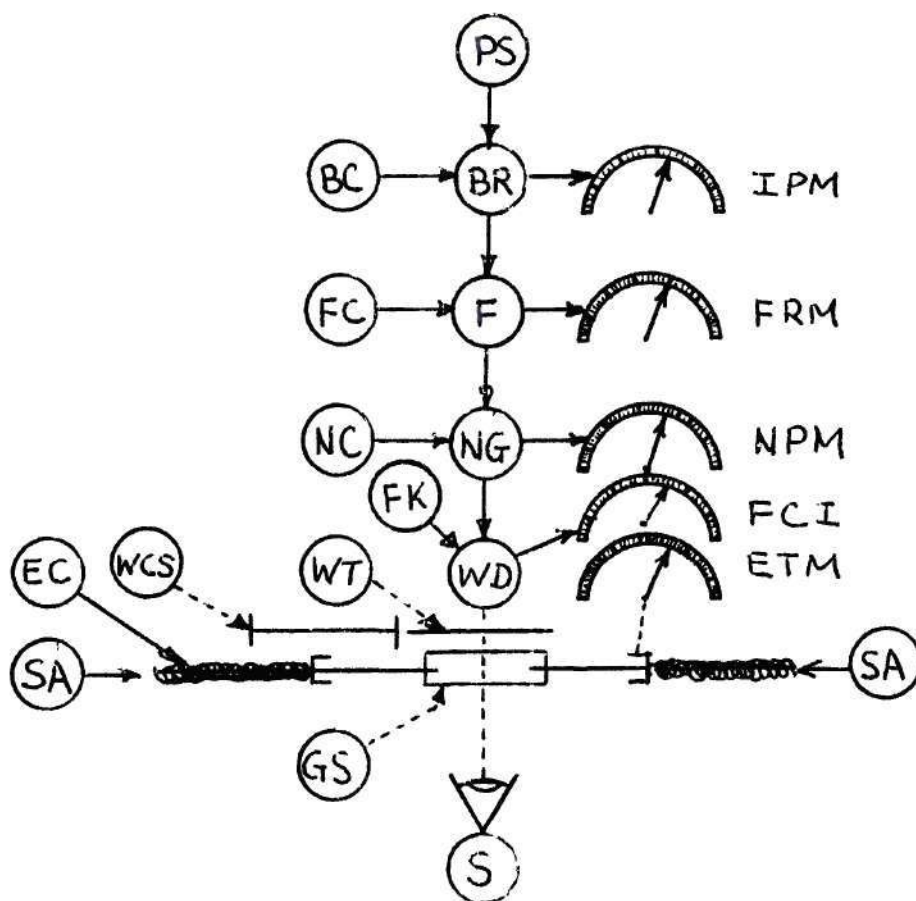 PS
BC BR IPM
FC F FRM
NC NG NPM
FK FCI
EC WCS WT WD ETM
SA SA
GS
S